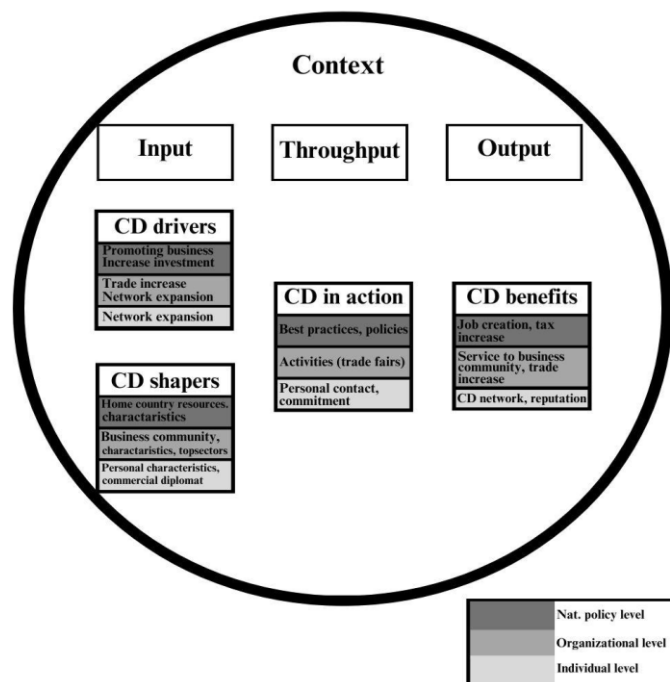 Context
Input
Throughput
Output
CD drivers
Promoting business
Increase investment
Trade increase
Network expansion
Network expansion
CD shapers
Home country resources.
charactaristics
Business community,
charactaristics, topsectors
Personal characteristics,
commercial diplomat
CD in action
Best practices, policies
Activities (trade fairs)
Personal contact,
commitment
CD benefits
Job creation, tax
increase
Service to business
community, trade
increase
CD network, reputation
Nat. policy level
Organizational level
Individual level